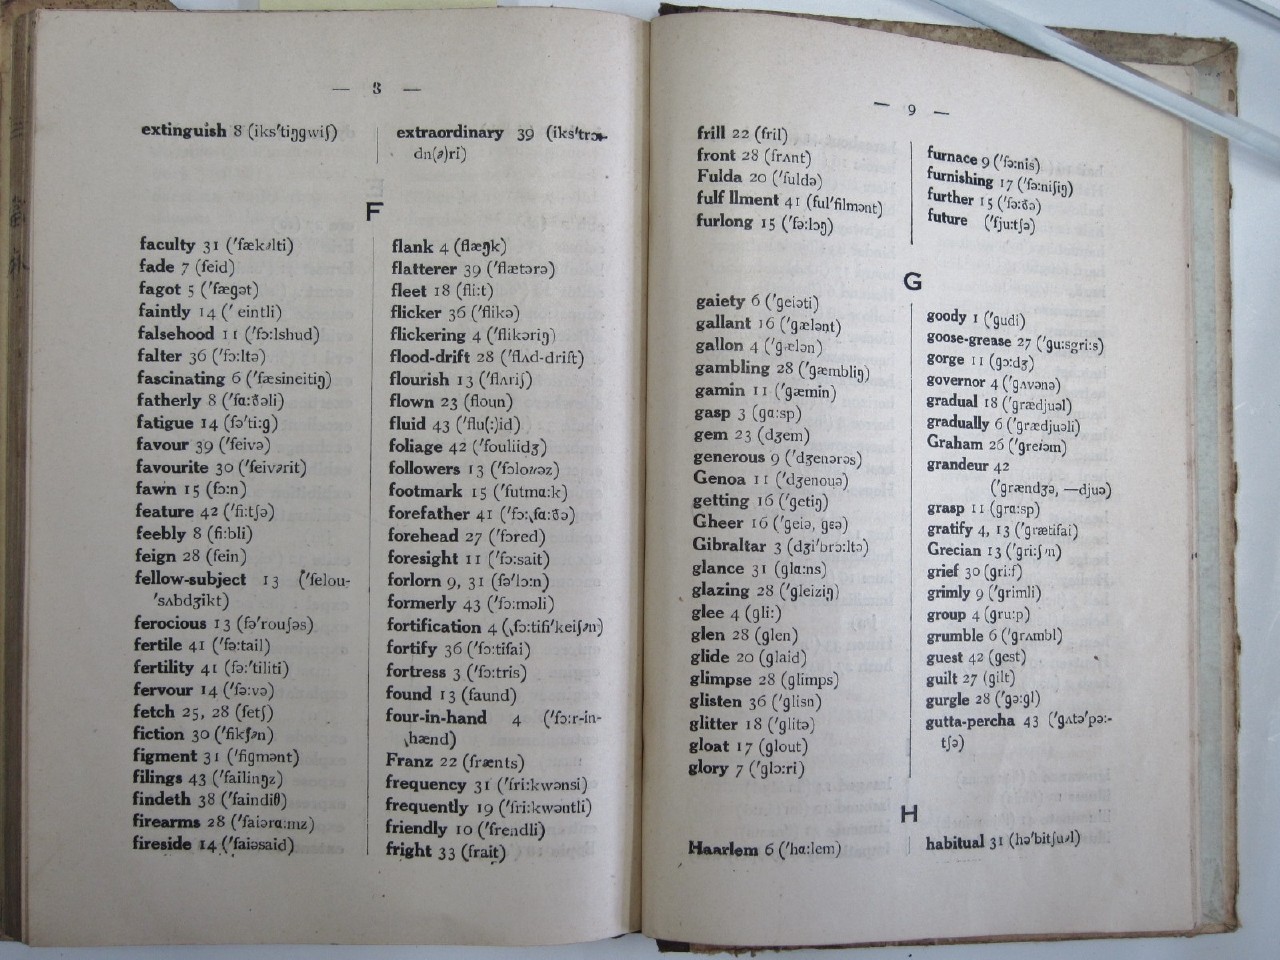 — 8 —
extinguish 8 (iks'tiŋgwiʃ)
extraordinary 39 (iks'trɔ:-
dn(ə)ri)
F
faculty 31 ('fækəlti)
fade 7 (feid)
fagot 5 ('fægət)
faintly 14 (' eintli)
falsehood 11 ('fɔ:lshud)
falter 36 ('fɔ:ltə)
fascinating 6 ('fæsineitiŋ)
fatherly 8 ('fɑ:ðəli)
fatigue 14 (fə'ti:g)
favour 39 ('feivə)
favourite 30 ('feivərit)
fawn 15 (fɔ:n)
feature 42 ('fi:tʃə)
feebly 8 (fi:bli)
feign 28 (fein)
fellow-subject 13 ('felou-
'sʌbdʒikt)
ferocious 13 (fə'rouʃəs)
fertile 41 ('fə:tail)
fertility 41 (fə:'tiliti)
fervour 14 ('fə:və)
fetch 25, 28 (fetʃ)
fiction 30 ('fikʃən)
figment 31 ('figmənt)
filings 43 ('failiŋz)
findeth 38 ('faindiθ)
firearms 28 ('faiərɑ:mz)
fireside 14 ('faiəsaid)
flank 4 (flæŋk)
flatterer 39 ('flætərə)
fleet 18 (fli:t)
flicker 36 ('flikə)
flickering 4 ('flikəriŋ)
flood-drift 28 ('flʌd-drift)
flourish 13 ('flʌriʃ)
flown 23 (floun)
fluid 43 ('flu(:)id)
foliage 42 ('fouliidʒ)
followers 13 ('fɔlouəz)
footmark 15 ('futmɑ:k)
forefather 41 ('fɔ:ˌfɑ:ðə)
forehead 27 ('fɔred)
foresight 11 ('fɔ:sait)
forlorn 9, 31 (fə'lɔ:n)
formerly 43 ('fɔ:məli)
fortification 4 (ˌfɔ:tifi'keiʃən)
fortify 36 ('fɔ:tifai)
fortress 3 ('fɔ:tris)
found 13 (faund)
four-in-hand 4 ('fɔ:r-in-
ˌhænd)
Franz 22 (frænts)
frequency 31 ('fri:kwənsi)
frequently 19 ('fri:kwəntli)
friendly 10 ('frendli)
fright 33 (frait)
— 9 —
frill 22 (fril)
front 28 (frʌnt)
Fulda 20 ('fuldə)
fulf llment 41 (ful'filmənt)
furlong 15 ('fə:lɔŋ)
furnace 9 ('fə:nis)
furnishing 17 ('fə:niʃiŋ)
further 15 ('fə:ðə)
future ('fju:tʃə)
G
gaiety 6 ('geiəti)
gallant 16 ('gælənt)
gallon 4 ('gælən)
gambling 28 ('gæmbliŋ)
gamin 11 ('gæmin)
gasp 3 (gɑ:sp)
gem 23 (dʒem)
generous 9 ('dʒenərəs)
Genoa 11 ('dʒenouə)
getting 16 ('getiŋ)
Gheer 16 ('geiə, gɛə)
Gibraltar 3 (dʒi'brɔ:ltə)
glance 31 (glɑ:ns)
glazing 28 ('gleiziŋ)
glee 4 (gli:)
glen 28 (glen)
glide 20 (glaid)
glimpse 28 (glimps)
glisten 36 ('glisn)
glitter 18 ('glitə)
gloat 17 (glout)
glory 7 ('glɔ:ri)
goody 1 ('gudi)
goose-grease 27 ('gu:sgri:s)
gorge 11 (gɔ:dʒ)
governor 4 ('gʌvənə)
gradual 18 ('grædjuəl)
gradually 6 ('grædjuəli)
Graham 26 ('greiəm)
grandeur 42
('grændʒə, —djuə)
grasp 11 (grɑ:sp)
gratify 4, 13 ('grætifai)
Grecian 13 ('gri:ʃən)
grief 30 (gri:f)
grimly 9 ('grimli)
group 4 (gru:p)
grumble 6 ('grʌmbl)
guest 42 (gest)
guilt 27 (gilt)
gurgle 28 ('gə:gl)
gutta-percha 43 ('gʌtə'pə:-
tʃə)
H
Haarlem 6 ('hɑ:lem)
habitual 31 (hə'bitʃuəl)